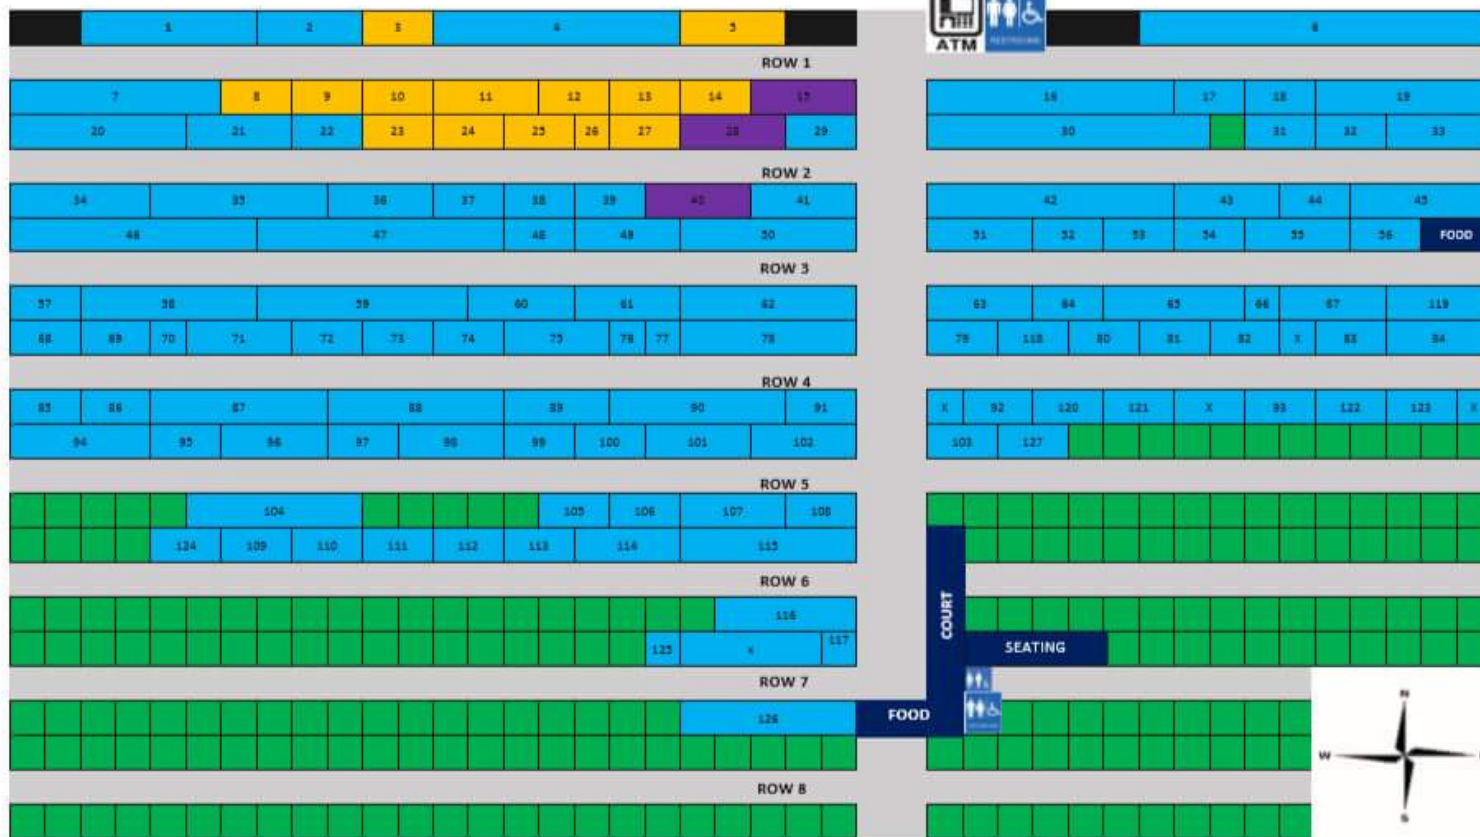 1 2 3 4 5 6
ATM RESTROOMS
ROW 1
7 8 9 10 11 12 13 14 15 16 17 18 19
20 21 22 23 24 25 26 27 28 29 30 31 32 33
ROW 2
34 35 36 37 38 39 40 41 42 43 44 45
46 47 48 49 50 51 52 53 54 55 56 FOOD
ROW 3
57 58 59 60 61 62 63 64 65 66 67 119
68 69 70 71 72 73 74 75 76 77 78 79 118 80 81 82 X 83 84
ROW 4
85 86 87 88 89 90 91 X 92 120 121 X 93 122 123 X
94 95 96 97 98 99 100 101 102 103 127
ROW 5
104 105 106 107 108
124 109 110 111 112 113 114 115
ROW 6
116
COURT
125 X 117 SEATING
ROW 7
126 FOOD
ROW 8
N
W
S